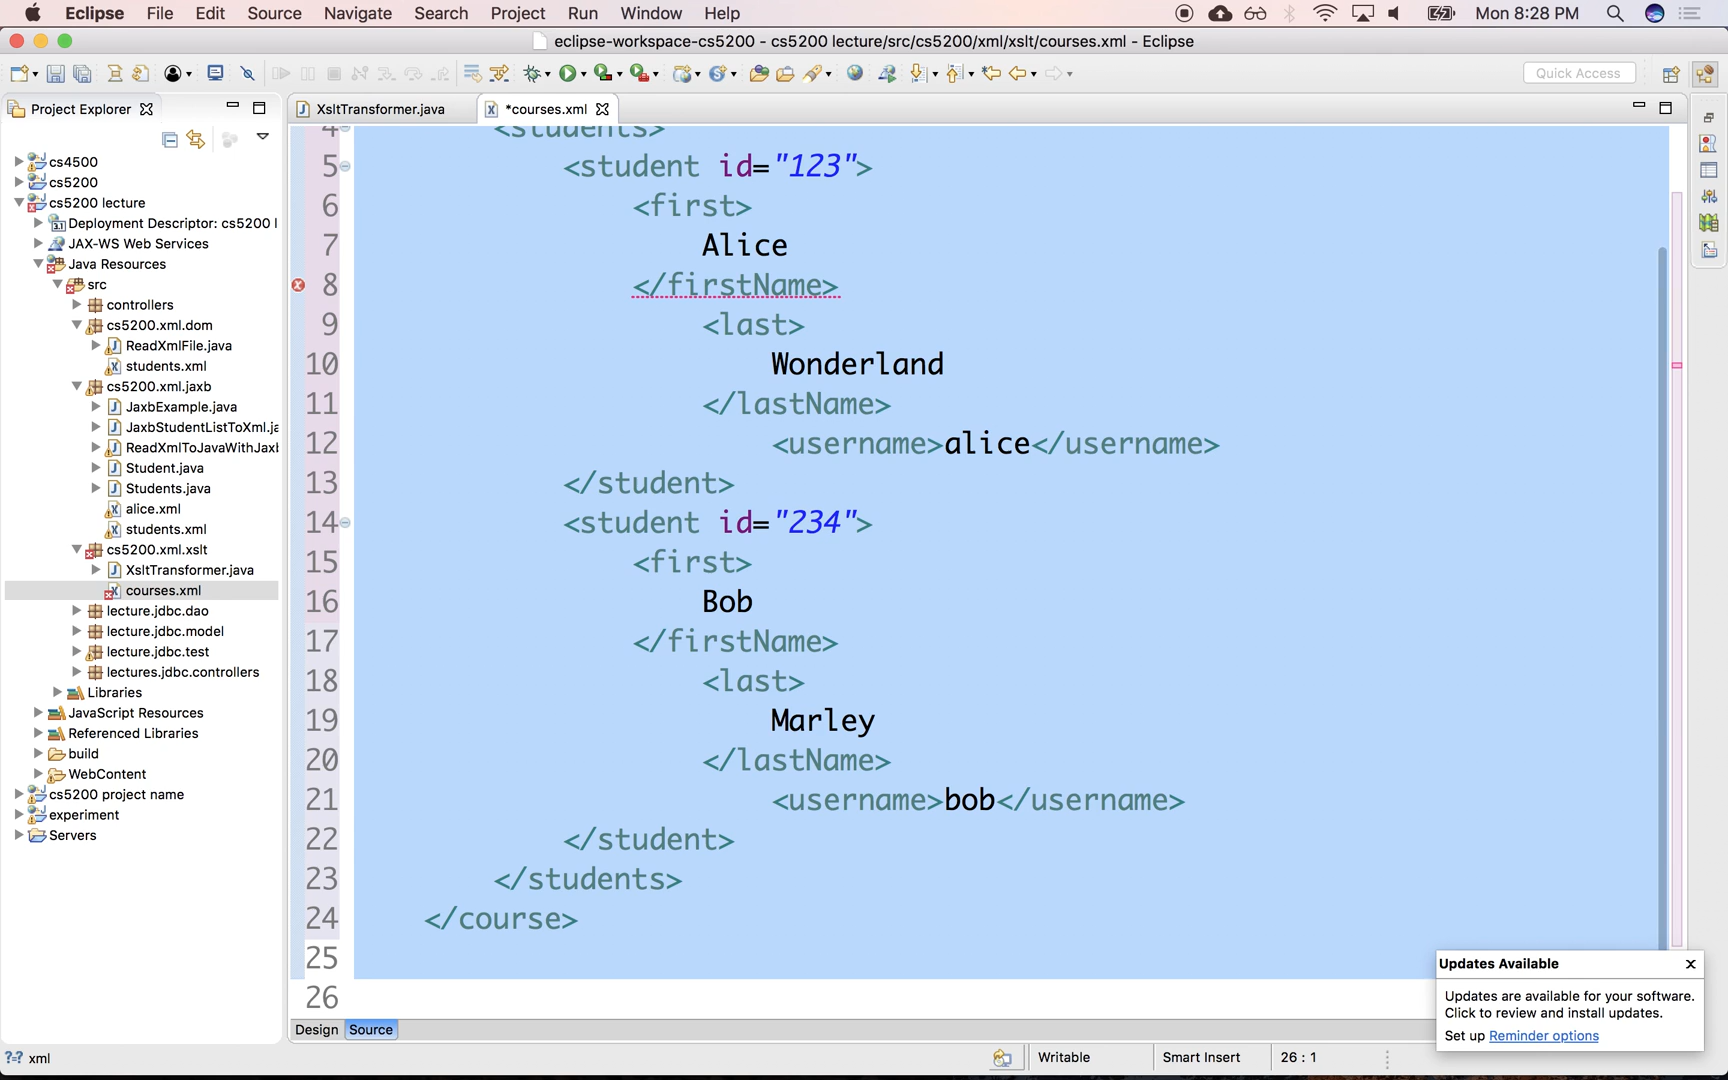 Eclipse File Edit Source Navigate Search Project Run Window Help Mon 8:28 PM
eclipse-workspace-cs5200 - cs5200 lecture/src/cs5200/xml/xslt/courses.xml - Eclipse
Quick Access
Project Explorer
XsltTransformer.java *courses.xml
cs4500
cs5200
cs5200 lecture
Deployment Descriptor: cs5200 l
JAX-WS Web Services
Java Resources
src
controllers
cs5200.xml.dom
ReadXmlFile.java
students.xml
cs5200.xml.jaxb
JaxbExample.java
JaxbStudentListToXml.ja
ReadXmlToJavaWithJaxb
Student.java
Students.java
alice.xml
students.xml
cs5200.xml.xslt
XsltTransformer.java
courses.xml
lecture.jdbc.dao
lecture.jdbc.model
lecture.jdbc.test
lectures.jdbc.controllers
Libraries
JavaScript Resources
Referenced Libraries
build
WebContent
cs5200 project name
experiment
Servers
4 <students>
5 <student id="123">
6 <first>
7 Alice
8 </firstName>
9 <last>
10 Wonderland
11 </lastName>
12 <username>alice</username>
13 </student>
14 <student id="234">
15 <first>
16 Bob
17 </firstName>
18 <last>
19 Marley
20 </lastName>
21 <username>bob</username>
22 </student>
23 </students>
24 </course>
25
26
Design Source
Updates Available
Updates are available for your software.
Click to review and install updates.
Set up Reminder options
xml Writable Smart Insert 26 : 1